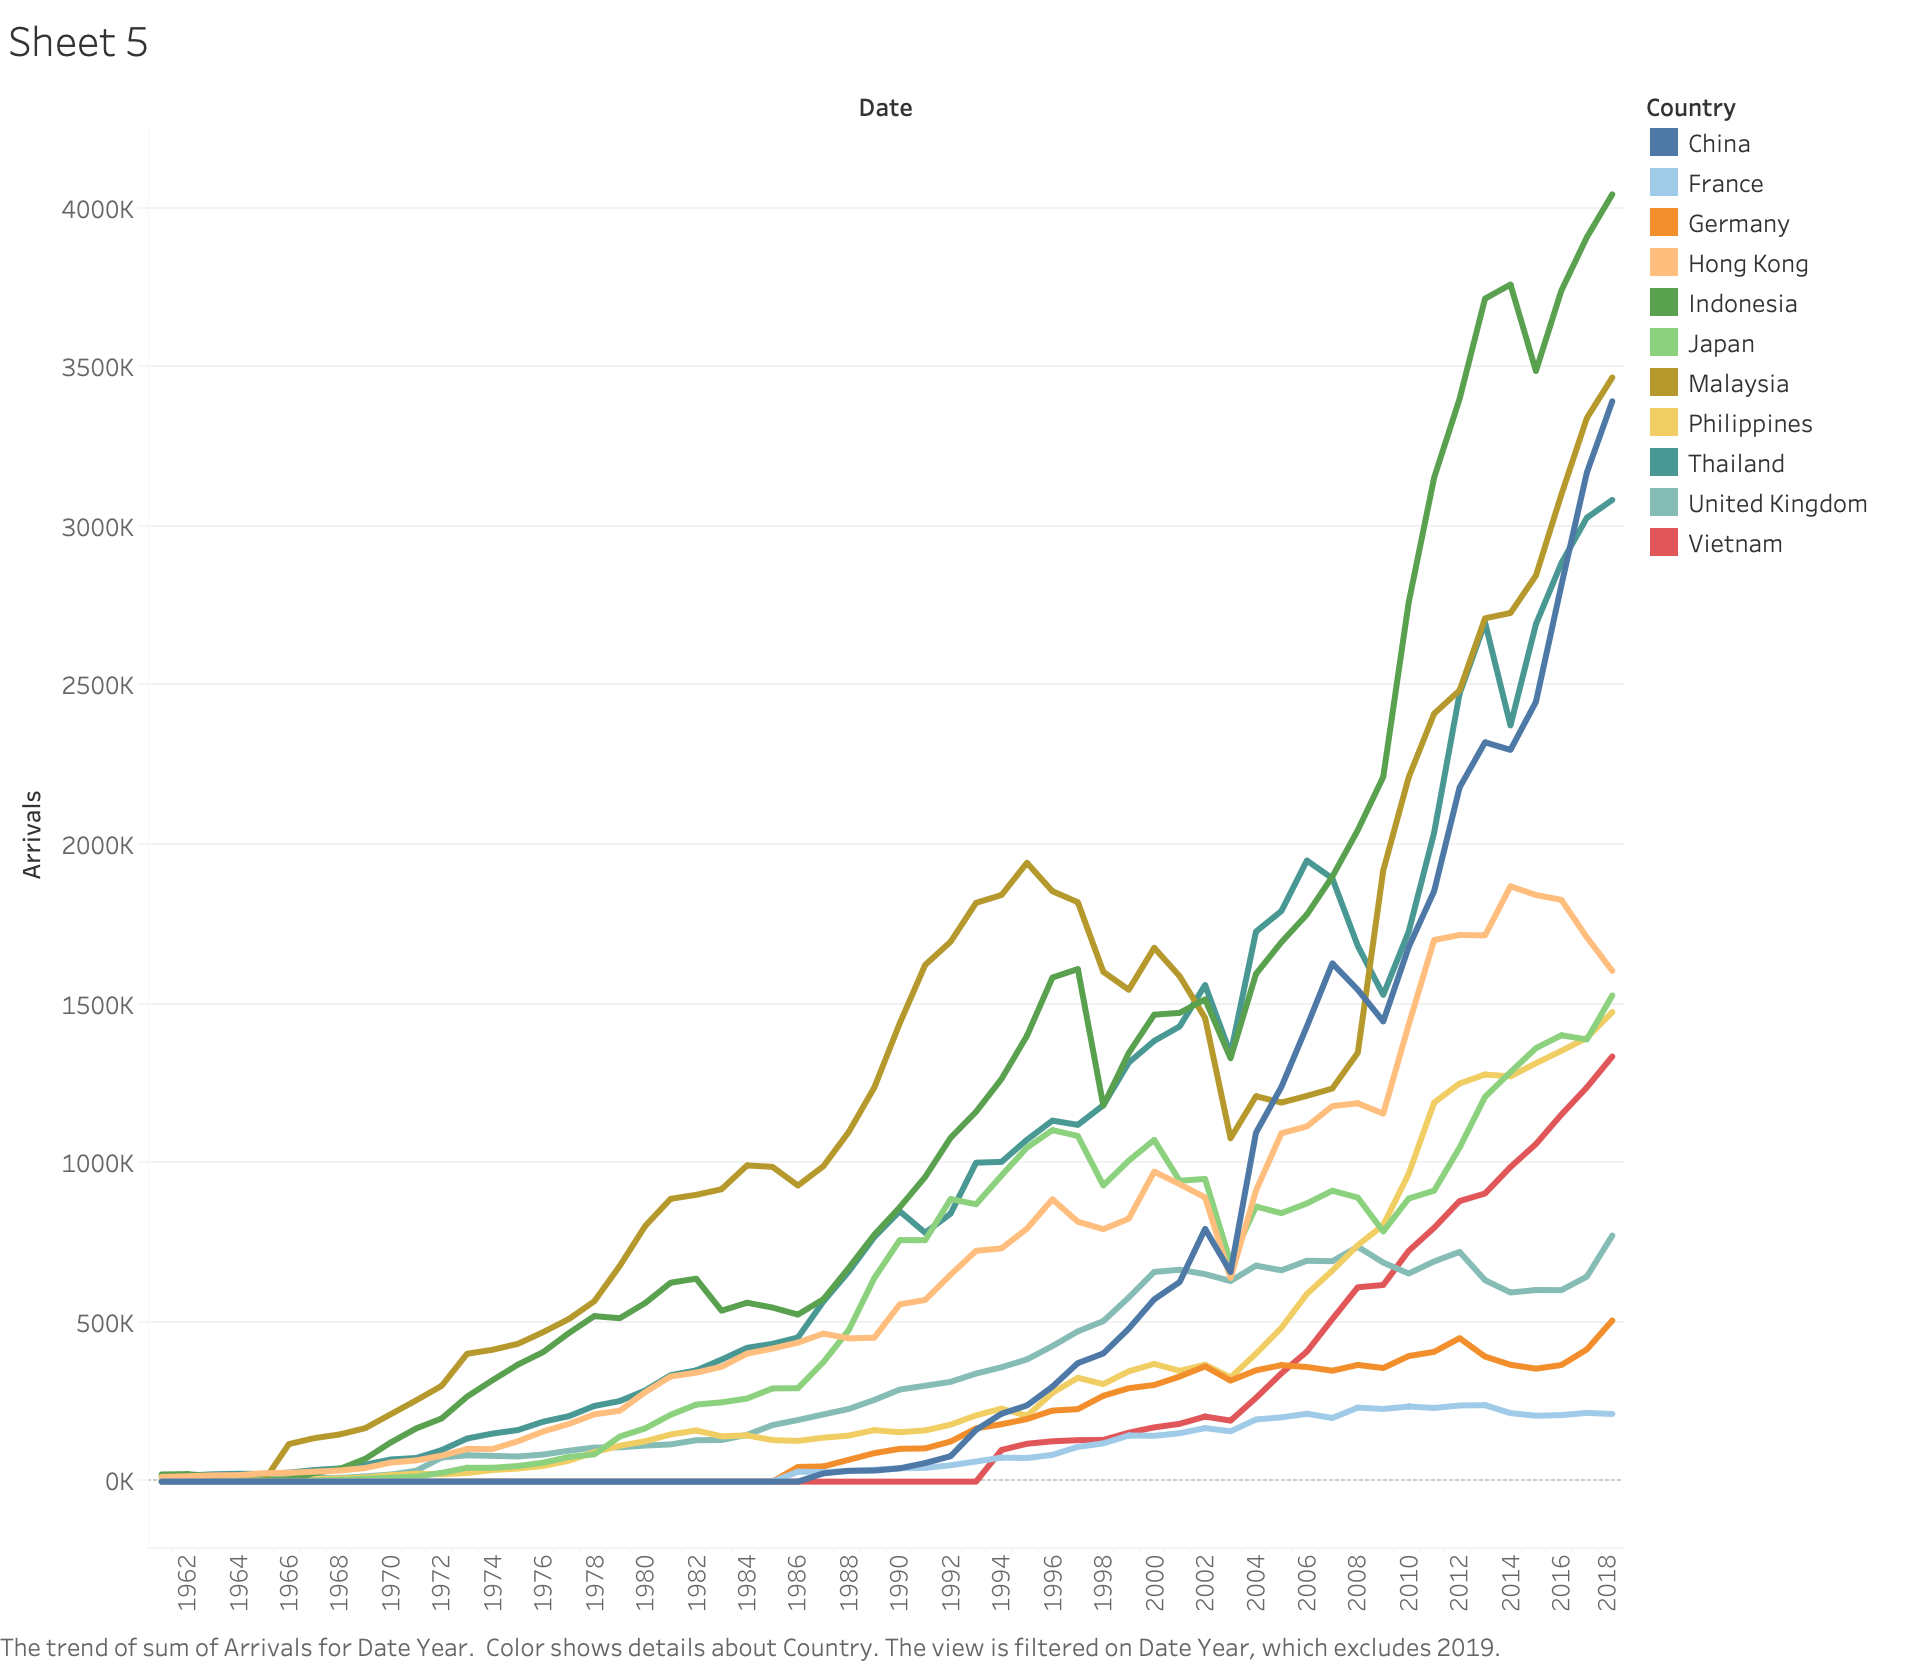 Sheet 5
Date
Country
China
France
Germany
Hong Kong
Indonesia
Japan
Malaysia
Philippines
Thailand
United Kingdom
Vietnam
4000K
3500K
3000K
2500K
2000K
1500K
1000K
500K
0K
Arrivals
1962
1964
1966
1968
1970
1972
1974
1976
1978
1980
1982
1984
1986
1988
1990
1992
1994
1996
1998
2000
2002
2004
2006
2008
2010
2012
2014
2016
2018
The trend of sum of Arrivals for Date Year.  Color shows details about Country. The view is filtered on Date Year, which excludes 2019.